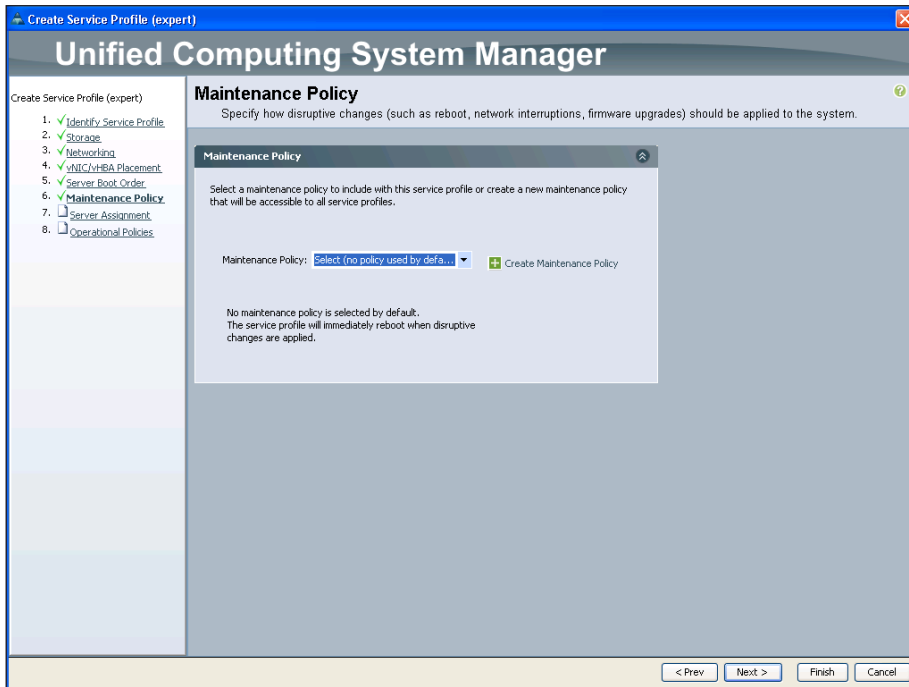 Create Service Profile (expert)
Unified Computing System Manager
Create Service Profile (expert)
1. Identify Service Profile
2. Storage
3. Networking
4. vNIC/vHBA Placement
5. Server Boot Order
6. Maintenance Policy
7. Server Assignment
8. Operational Policies
Maintenance Policy
Specify how disruptive changes (such as reboot, network interruptions, firmware upgrades) should be applied to the system.
Maintenance Policy
Select a maintenance policy to include with this service profile or create a new maintenance policy
that will be accessible to all service profiles.
Maintenance Policy: Select (no policy used by defa... Create Maintenance Policy
No maintenance policy is selected by default.
The service profile will immediately reboot when disruptive
changes are applied.
< Prev Next > Finish Cancel